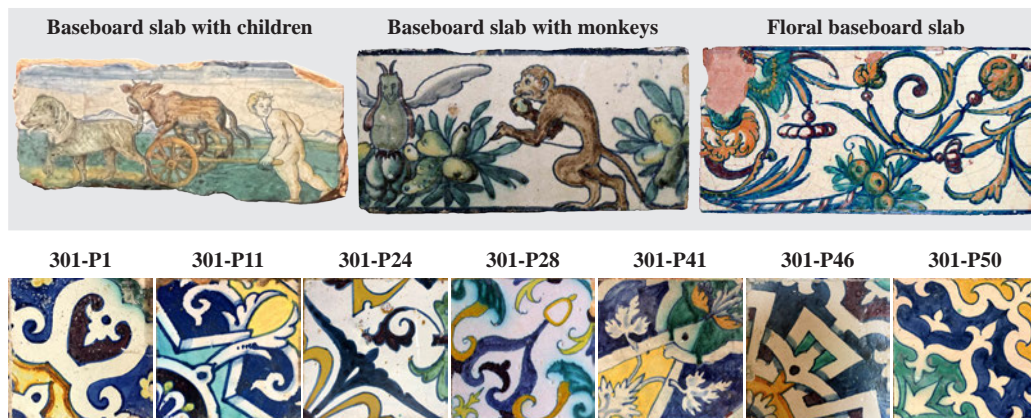 Baseboard slab with children
Baseboard slab with monkeys
Floral baseboard slab
301-P1
301-P11
301-P24
301-P28
301-P41
301-P46
301-P50